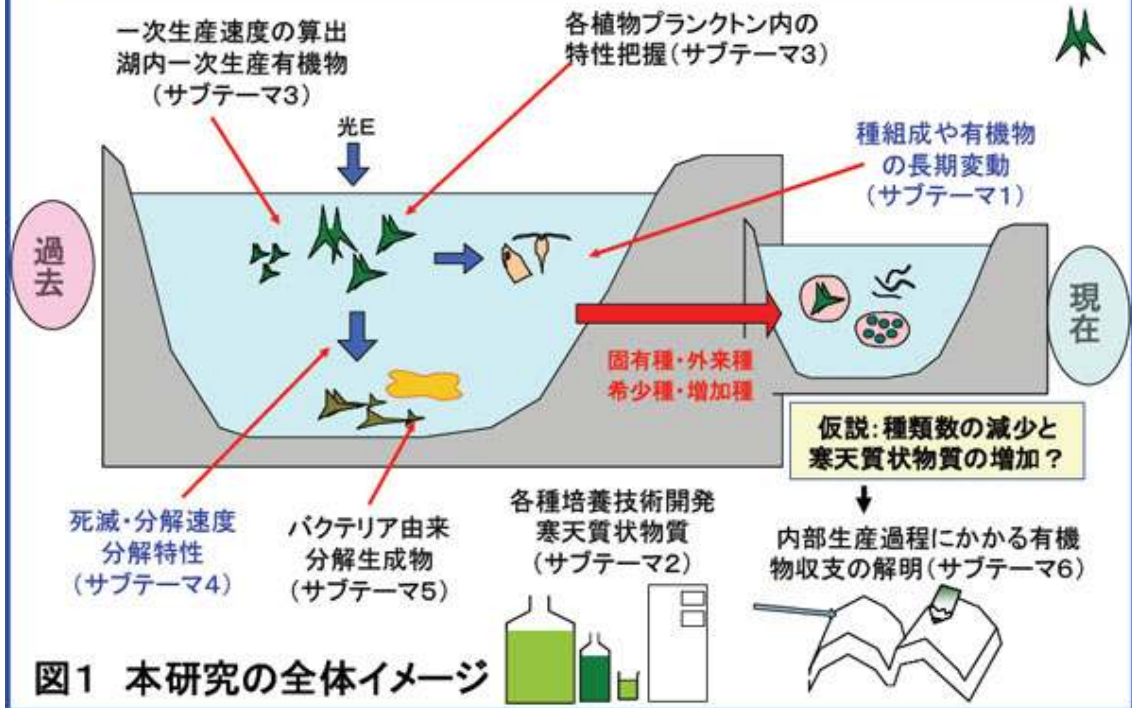 一次生産速度の算出
湖内一次生産有機物
(サブテーマ3)
各植物プランクトン内の
特性把握(サブテーマ3)
光E
種組成や有機物
の長期変動
(サブテーマ1)
過去
現在
固有種・外来種
希少種・増加種
仮説:種類数の減少と
寒天質状物質の増加?
死滅・分解速度
分解特性
(サブテーマ4)
バクテリア由来
分解生成物
(サブテーマ5)
各種培養技術開発
寒天質状物質
(サブテーマ2)
内部生産過程にかかる有機
物収支の解明(サブテーマ6)
図1 本研究の全体イメージ